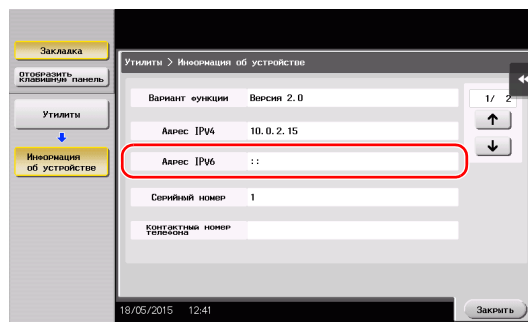 Закладка
Отобразить
клавишную панель
Утилиты
Информация
об устройстве
Утилиты > Информация об устройстве
Вариант функции Версия 2.0
Адрес IPv4 10.0.2.15
Адрес IPv6 ::
Серийный номер 1
Контактный номер
телефона
1/ 2
18/05/2015 12:41
Закрыть